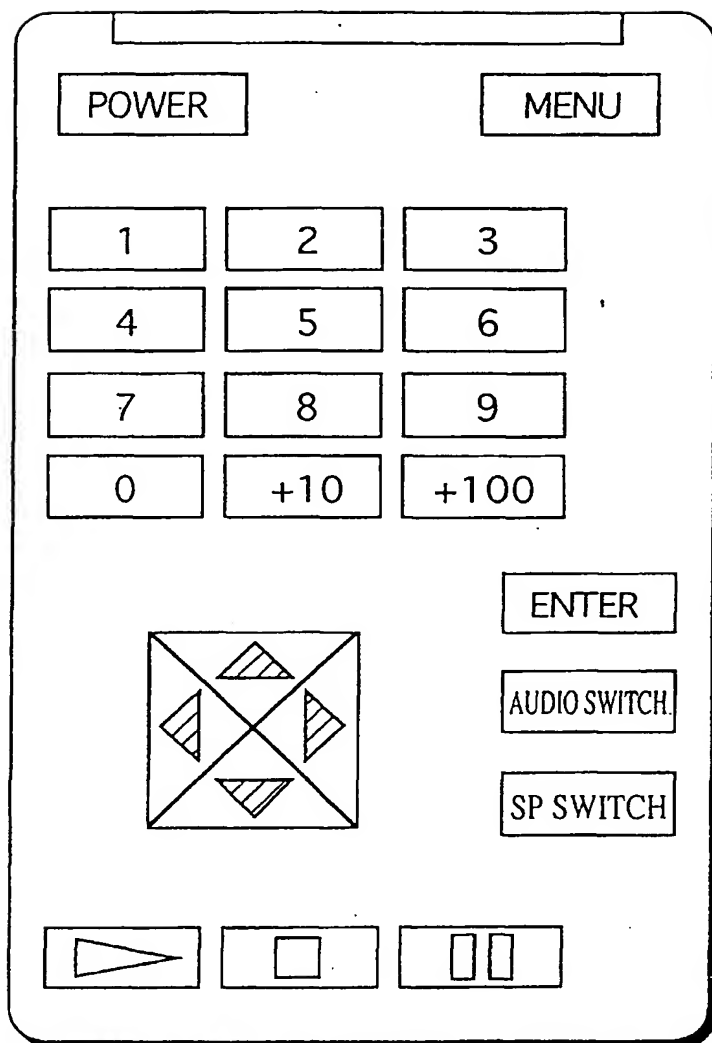 POWER MENU
1 2 3
4 5 6
7 8 9
0 +10 +100
ENTER
AUDIO SWITCH.
SP SWITCH